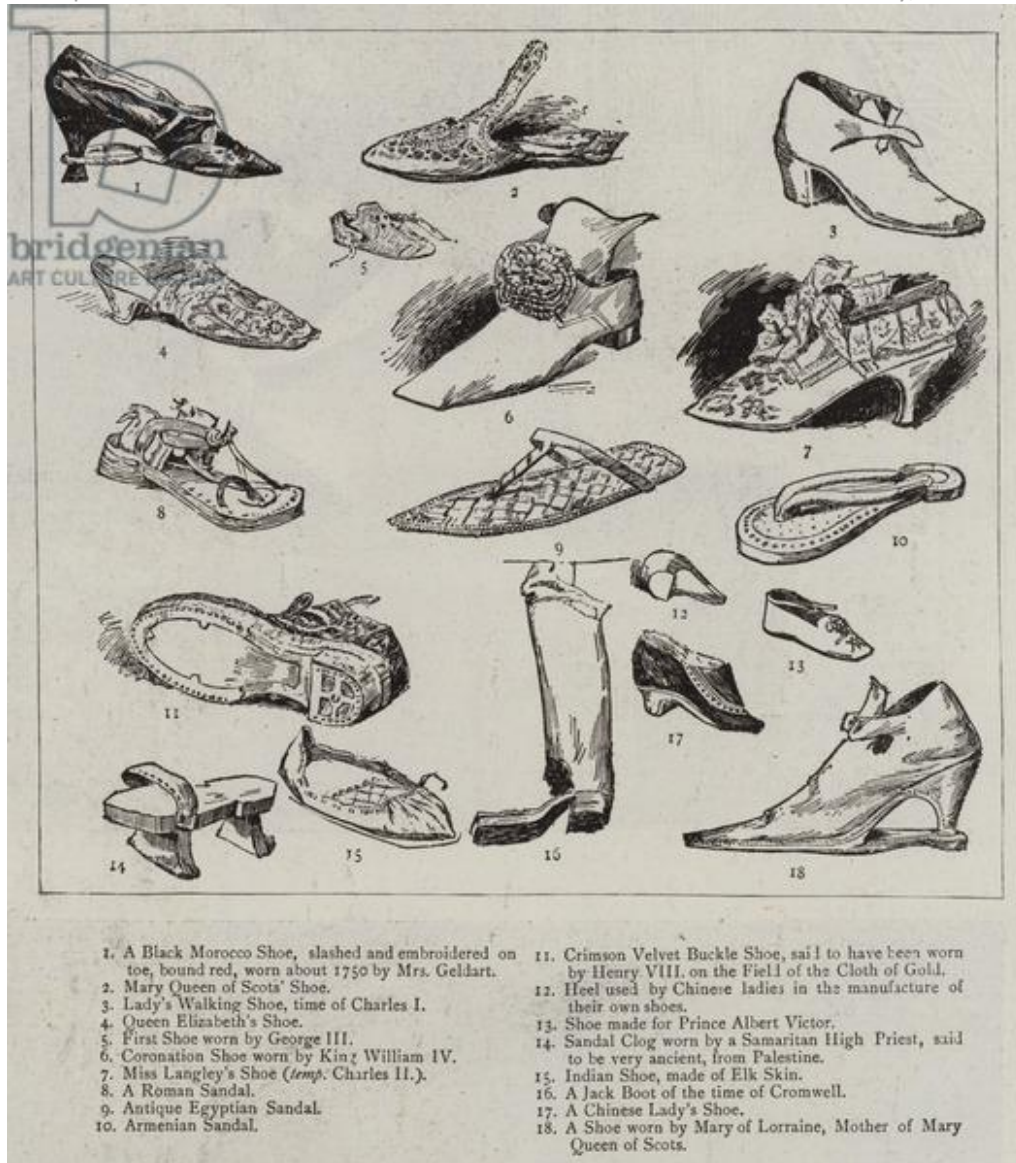 bridgeman
1
2
3
4
5
6
7
8
9
10
11
12
13
14
15
16
17
18
1. A Black Morocco Shoe, slashed and embroidered on
toe, bound red, worn about 1750 by Mrs. Geldart.
2. Mary Queen of Scots' Shoe.
3. Lady's Walking Shoe, time of Charles I.
4. Queen Elizabeth's Shoe.
5. First Shoe worn by George III.
6. Coronation Shoe worn by King William IV.
7. Miss Langley's Shoe (temp. Charles II.).
8. A Roman Sandal.
9. Antique Egyptian Sandal.
10. Armenian Sandal.
11. Crimson Velvet Buckle Shoe, said to have been worn
by Henry VIII. on the Field of the Cloth of Gold.
12. Heel used by Chinese ladies in the manufacture of
their own shoes.
13. Shoe made for Prince Albert Victor.
14. Sandal Clog worn by a Samaritan High Priest, said
to be very ancient, from Palestine.
15. Indian Shoe, made of Elk Skin.
16. A Jack Boot of the time of Cromwell.
17. A Chinese Lady's Shoe.
18. A Shoe worn by Mary of Lorraine, Mother of Mary
Queen of Scots.